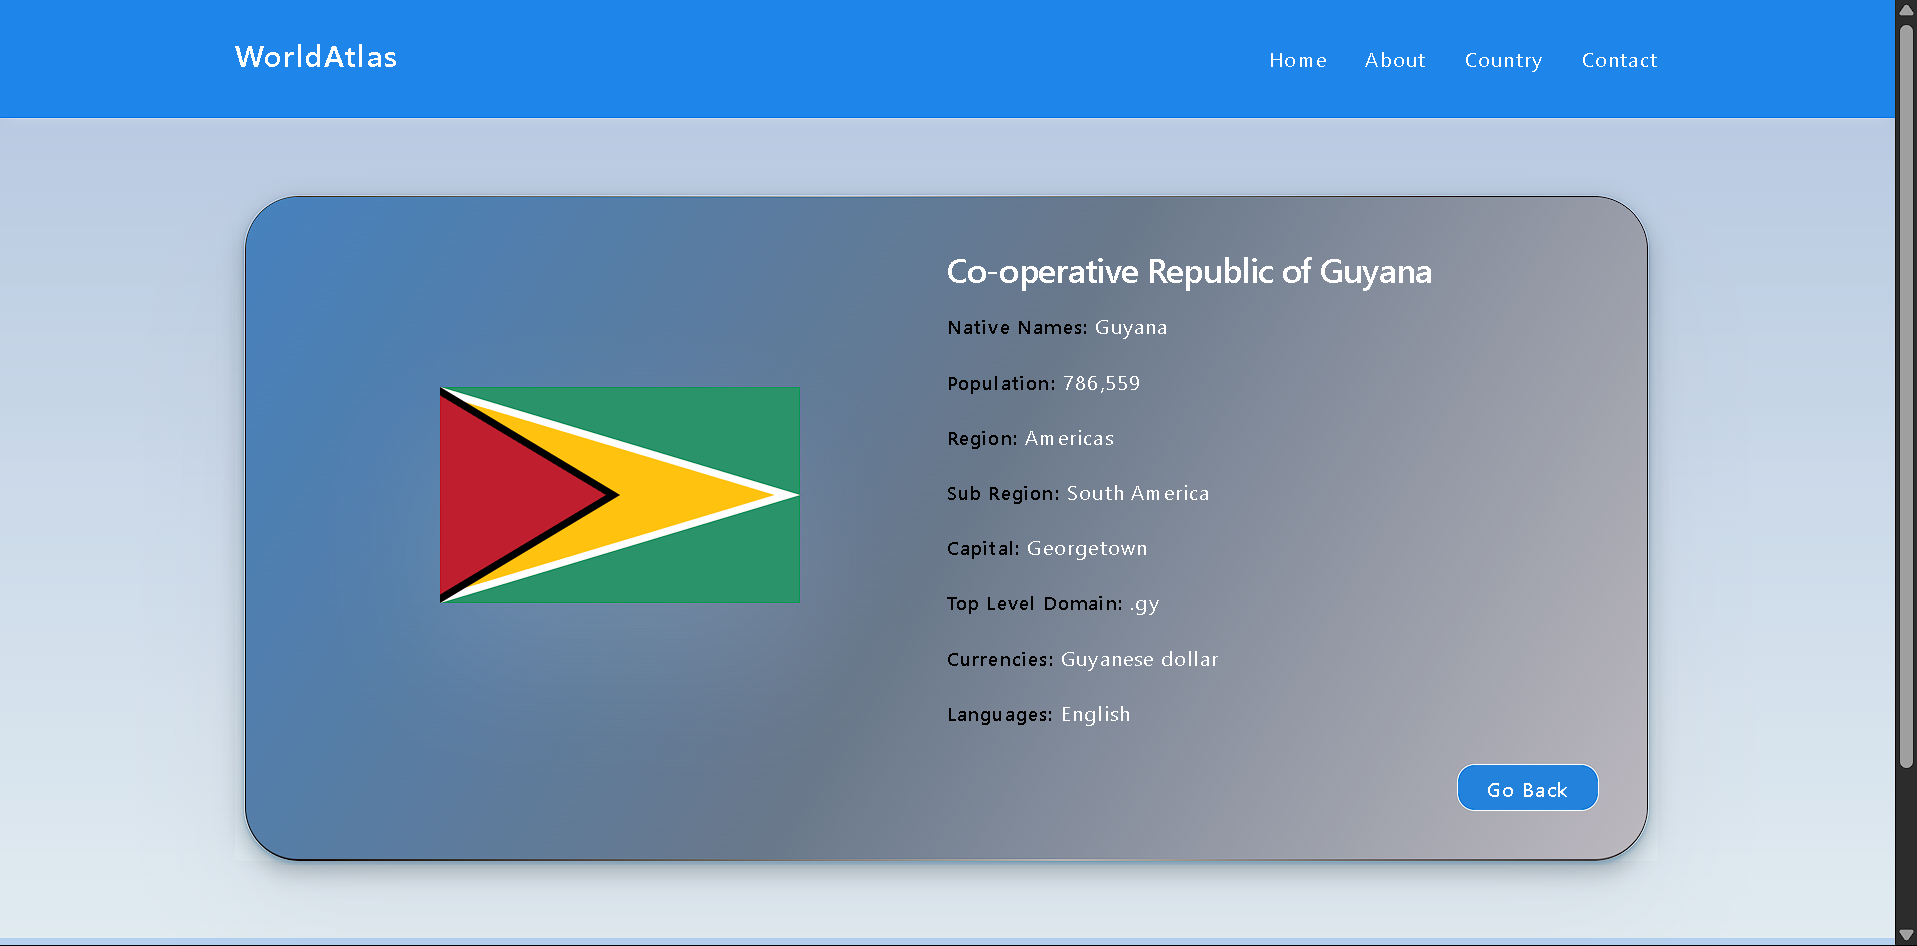 WorldAtlas
Home About Country Contact
Co-operative Republic of Guyana
Native Names: Guyana
Population: 786,559
Region: Americas
Sub Region: South America
Capital: Georgetown
Top Level Domain: .gy
Currencies: Guyanese dollar
Languages: English
Go Back